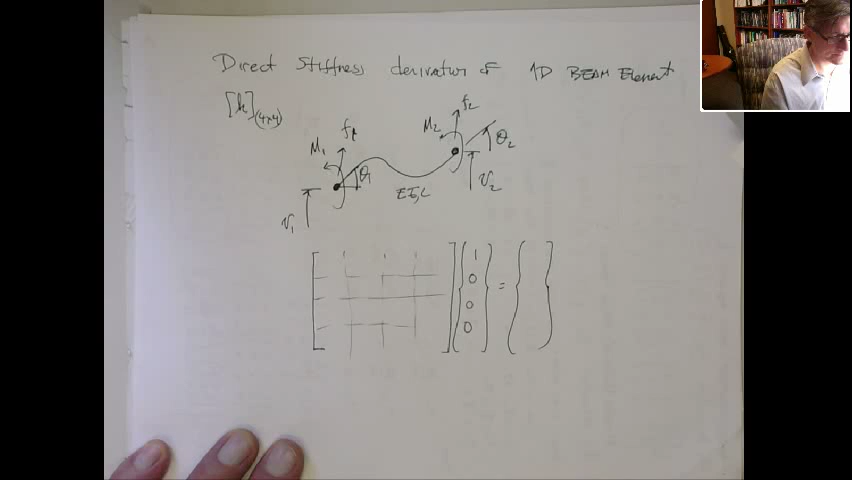 Direct Stiffness derivation of 1D BEAM Element
[k](4x4)
f1 f2
M1 θ1 M2 θ2
v1 EI, L v2
1
0 =
0
0